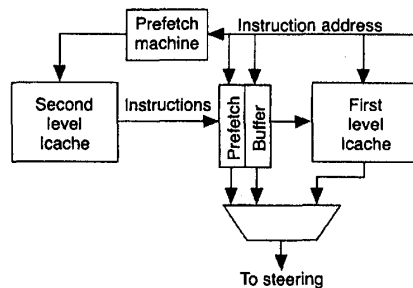 Prefetch
machine
Instruction address
Second
level
Icache
Instructions
Prefetch
Buffer
First
level
Icache
To steering